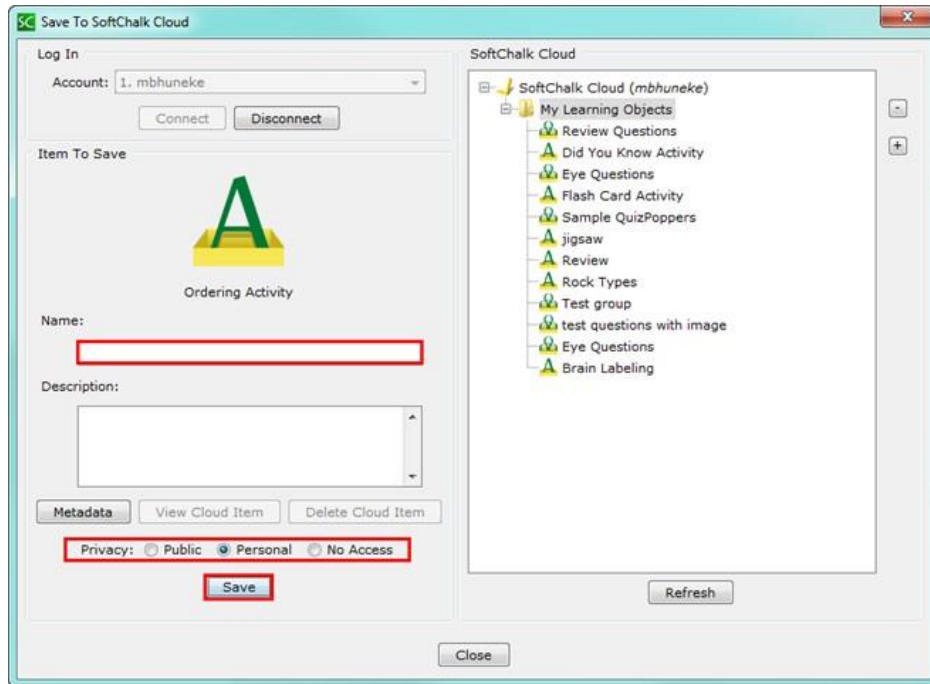 SC Save To SoftChalk Cloud
Log In
Account: 1. mbhuneke
Connect Disconnect
Item To Save
A
Ordering Activity
Name:
Description:
Metadata View Cloud Item Delete Cloud Item
Privacy: Public Personal No Access
Save
SoftChalk Cloud
SoftChalk Cloud (mbhuneke)
My Learning Objects
Review Questions
A Did You Know Activity
Eye Questions
A Flash Card Activity
Sample QuizPoppers
A jigsaw
A Review
A Rock Types
Test group
test questions with image
Eye Questions
A Brain Labeling
-
+
Refresh
Close